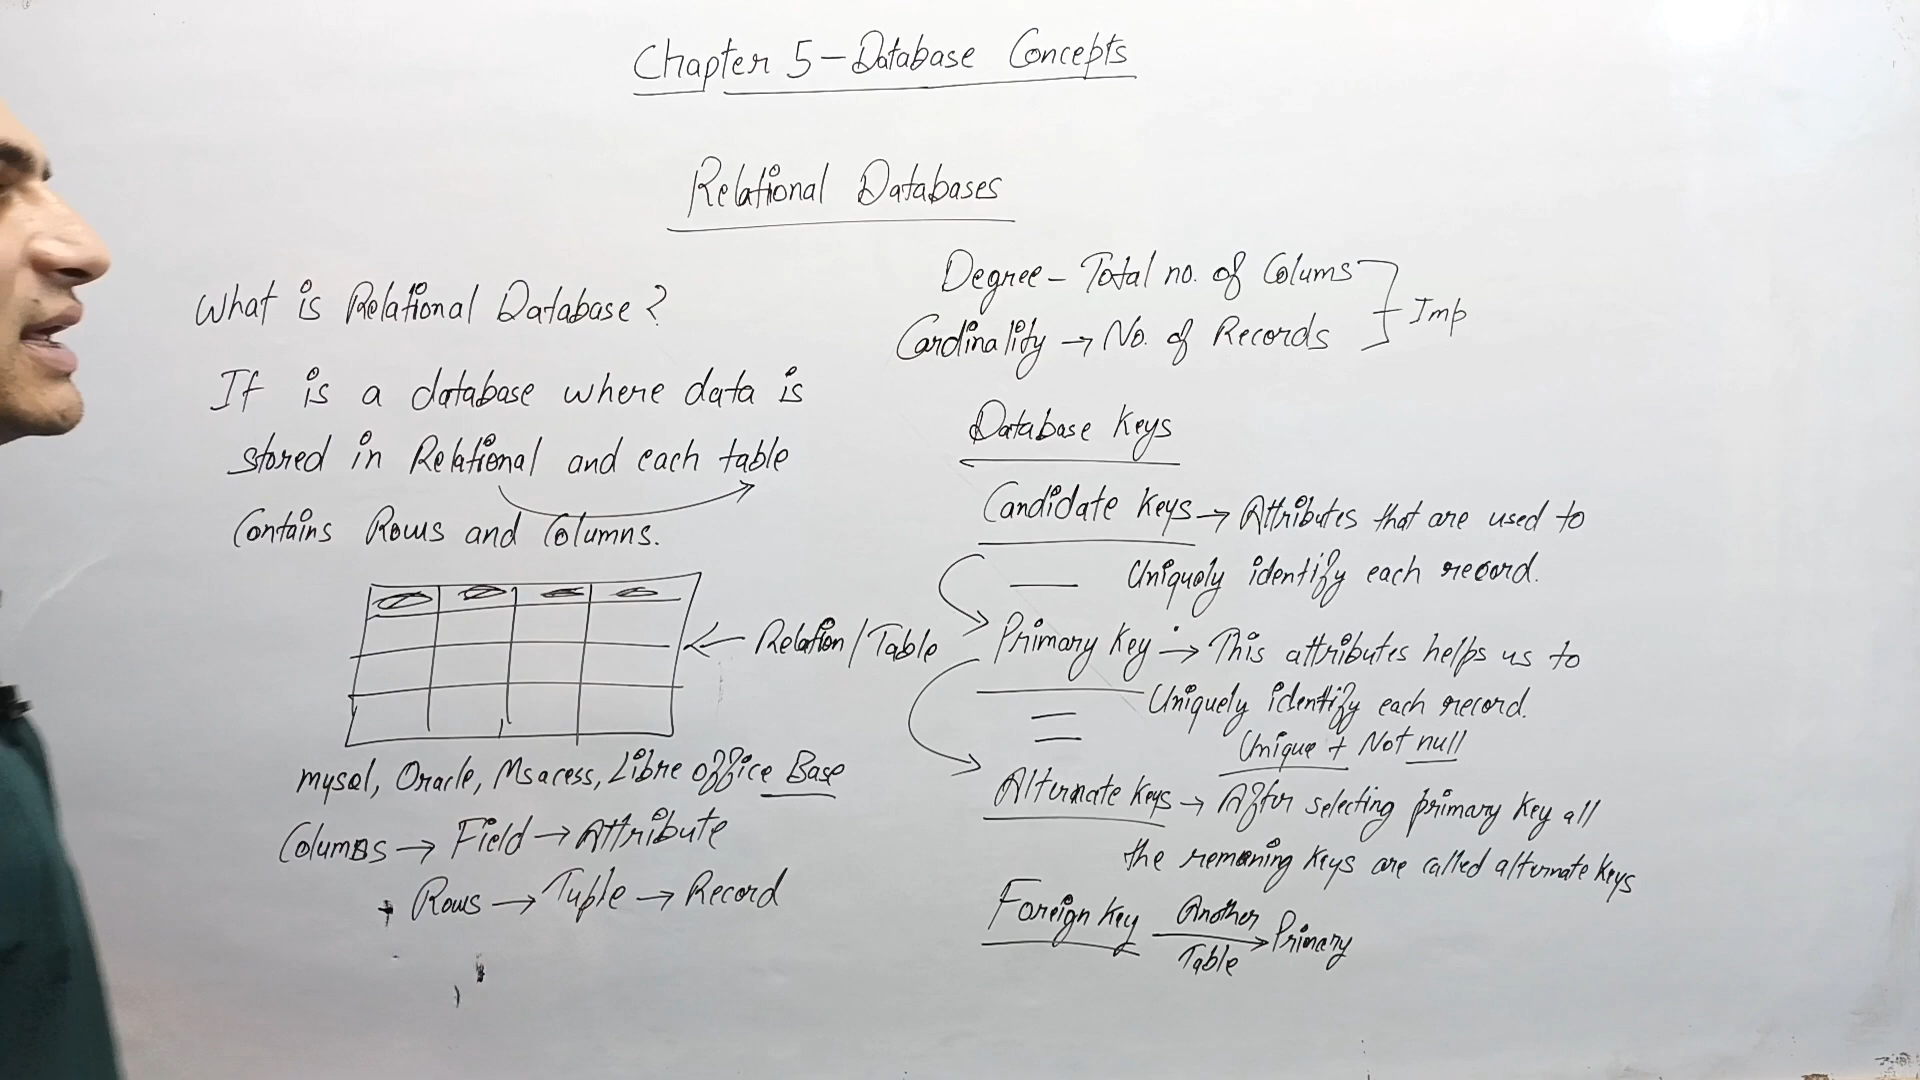 Chapter 5 - Database Concepts
Relational Databases
What is Relational Database?
It is a database where data is
stored in Relational and each table
Contains Rows and Columns.
← Relation/Table
mysql, Oracle, Msacess, Libre office Base
Columns → Field → Attribute
Rows → Tuple → Record
Degree - Total no. of Colums
Cardinality → No. of Records
Imp
Database Keys
Candidate Keys → Attributes that are used to
Uniquely identify each record.
Primary Key :→ This attributes helps us to
Uniquely identify each record.
Unique + Not null
Alternate Keys → After selecting primary Key all
the remaning Keys are called alternate Keys
Foreign Key Another Table → Primary